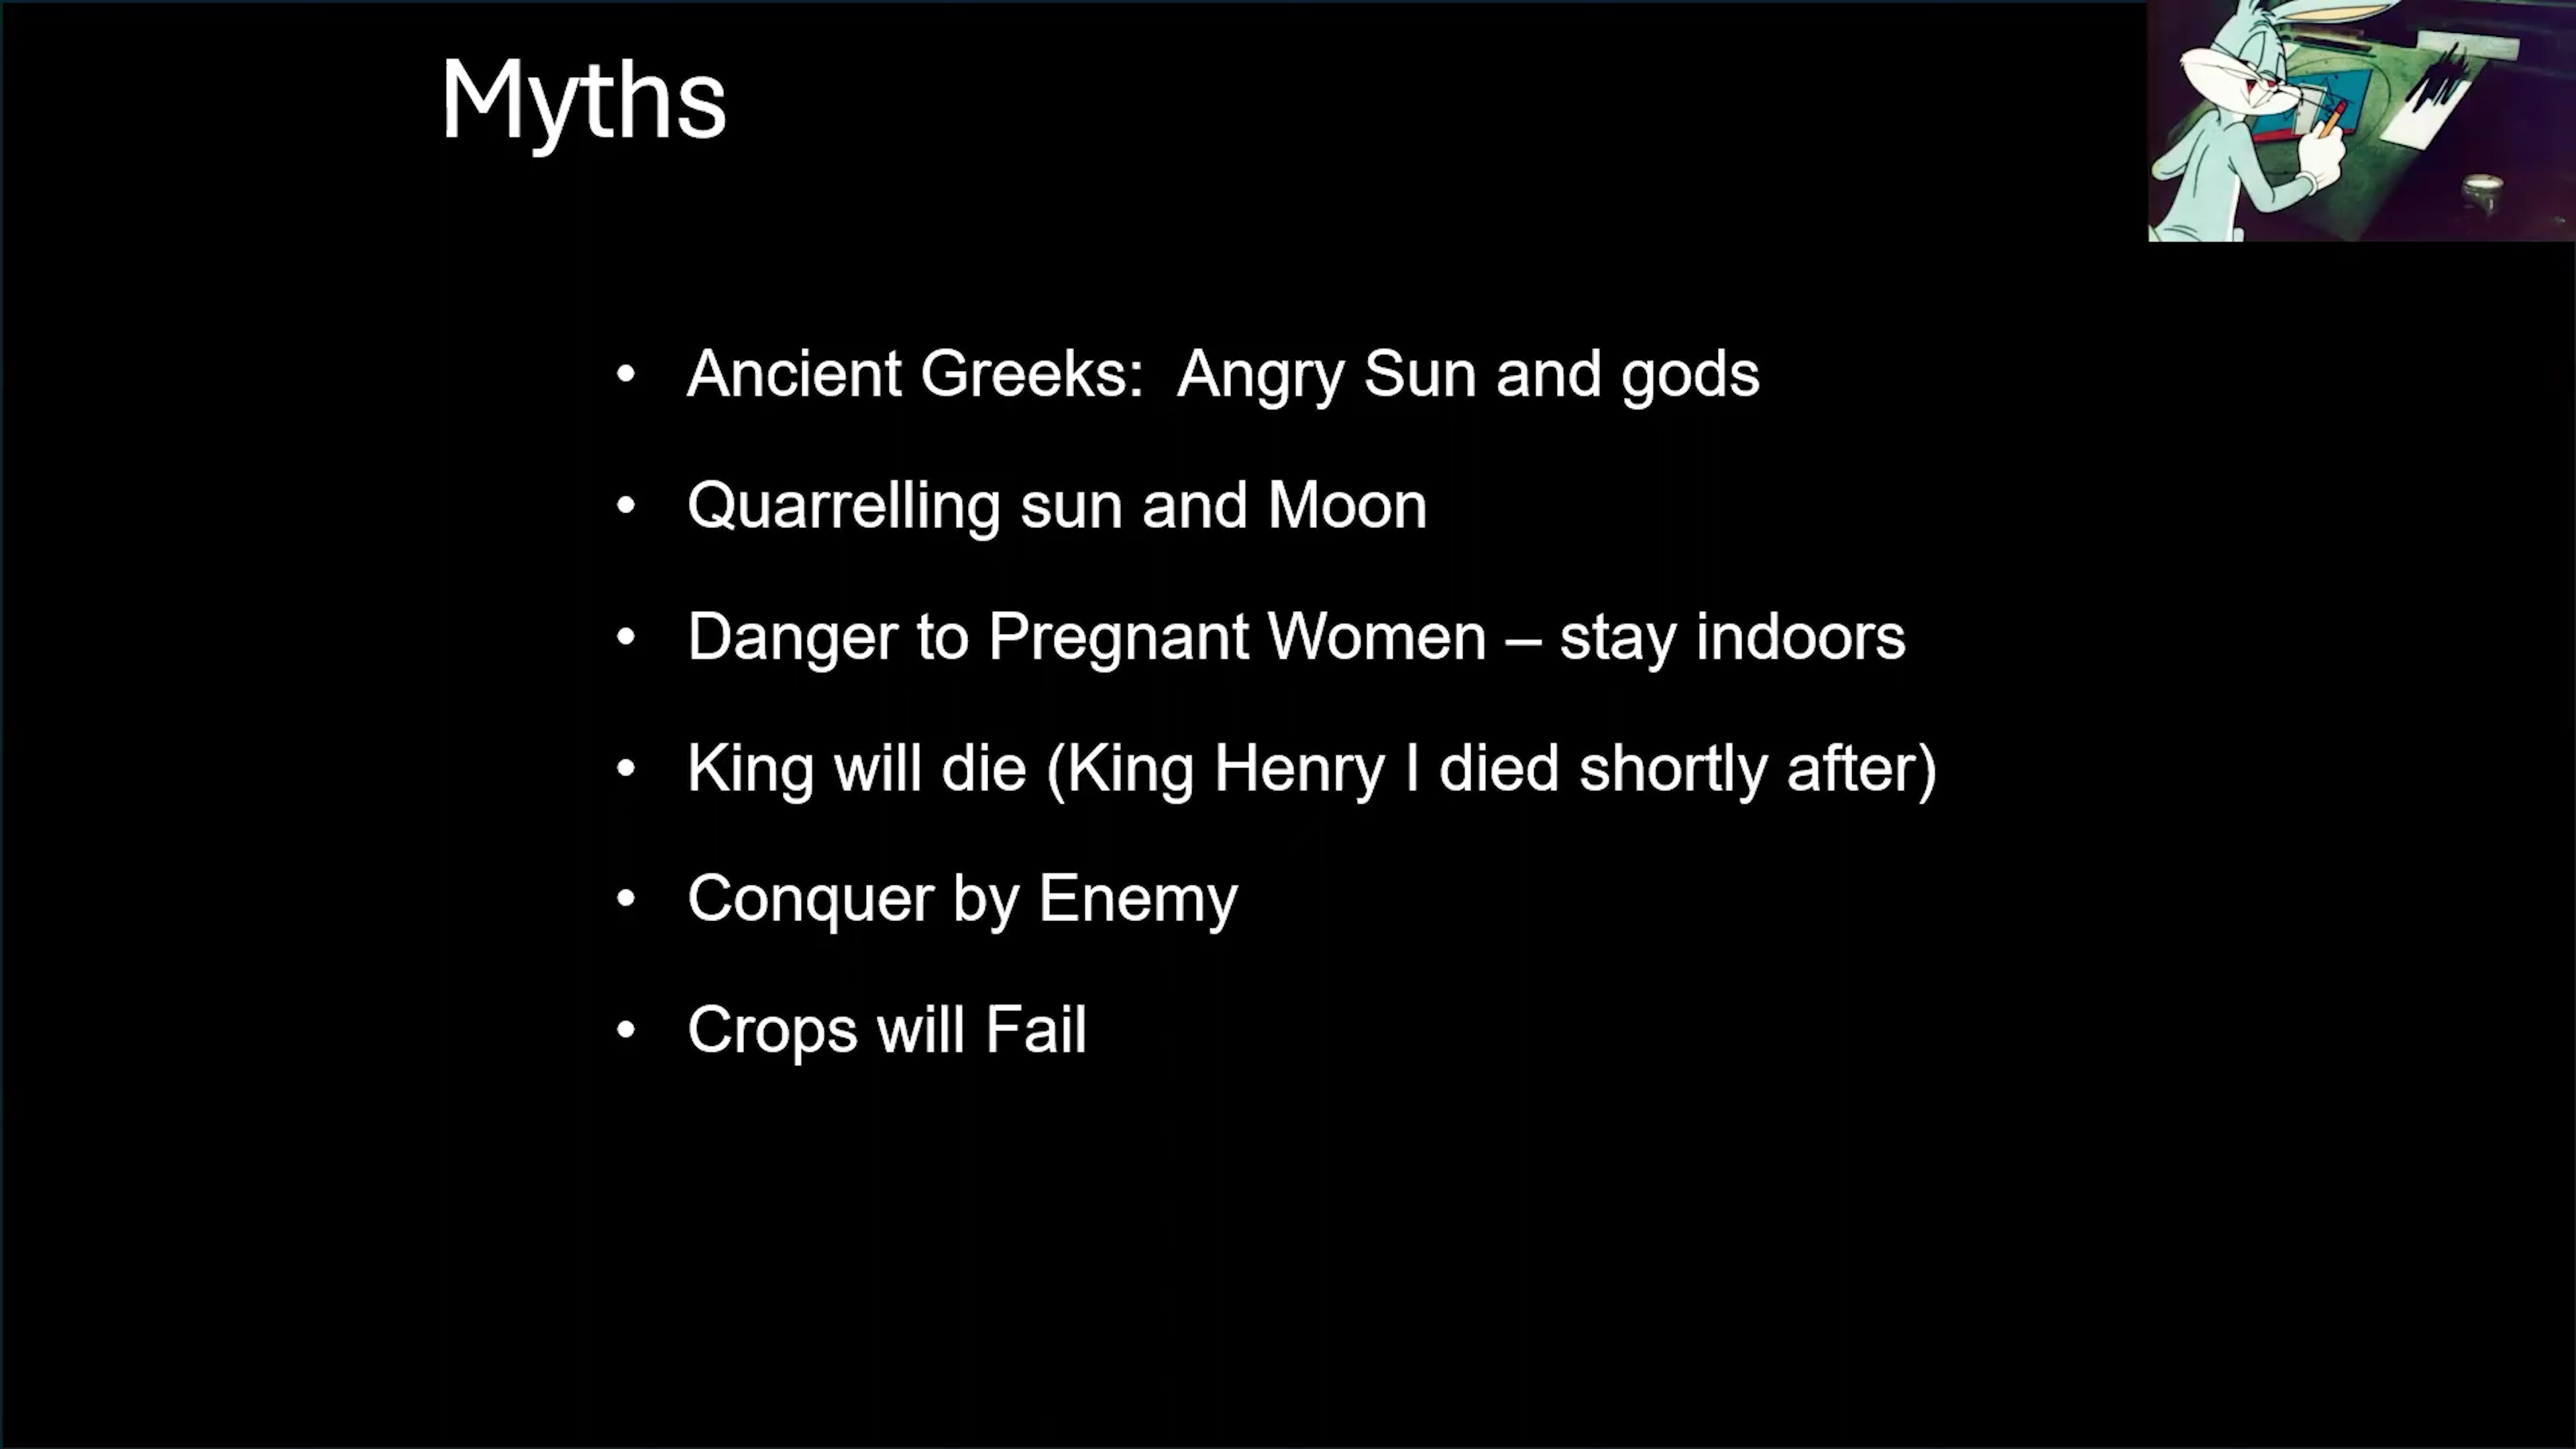 Myths
• Ancient Greeks:  Angry Sun and gods
• Quarrelling sun and Moon
• Danger to Pregnant Women – stay indoors
• King will die (King Henry I died shortly after)
• Conquer by Enemy
• Crops will Fail